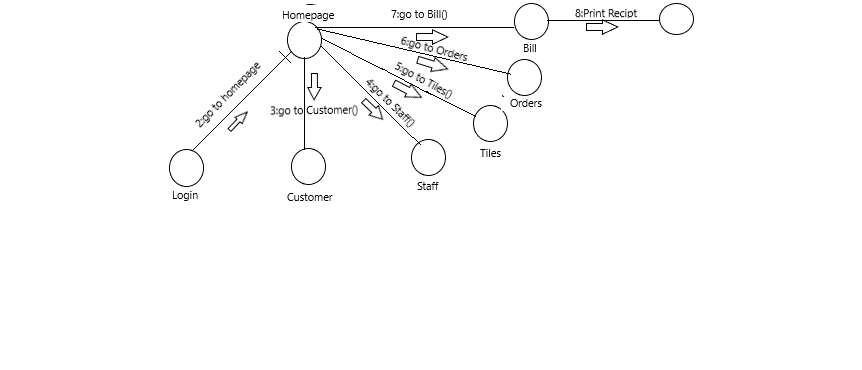 Homepage
7:go to Bill()
8:Print Recipt
Bill
6:go to Orders
Orders
5:go to Tiles()
Tiles
4:go to Staff()
Staff
3:go to Customer()
Customer
2:go to homepage
Login